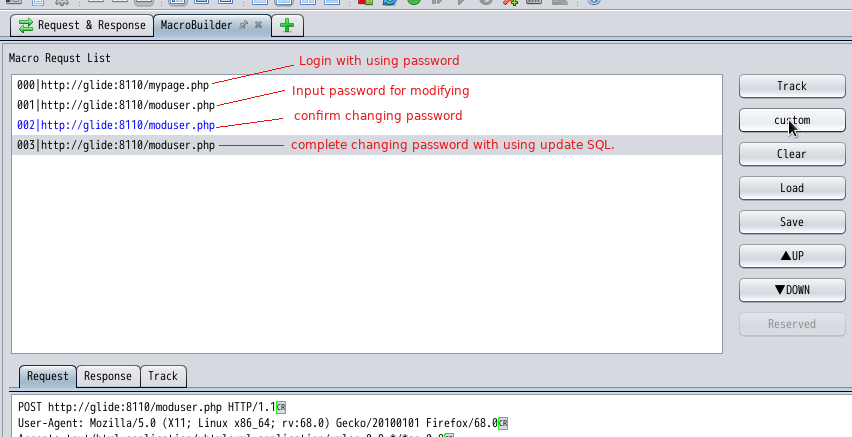 Request & Response MacroBuilder
Macro Requst List
000|http://glide:8110/mypage.php Login with using password
001|http://glide:8110/moduser.php Input password for modifying
002|http://glide:8110/moduser.php confirm changing password
003|http://glide:8110/moduser.php complete changing password with using update SQL.
Track
custom
Clear
Load
Save
▲UP
▼DOWN
Reserved
Request Response Track
POST http://glide:8110/moduser.php HTTP/1.1CR
User-Agent: Mozilla/5.0 (X11; Linux x86_64; rv:68.0) Gecko/20100101 Firefox/68.0CR